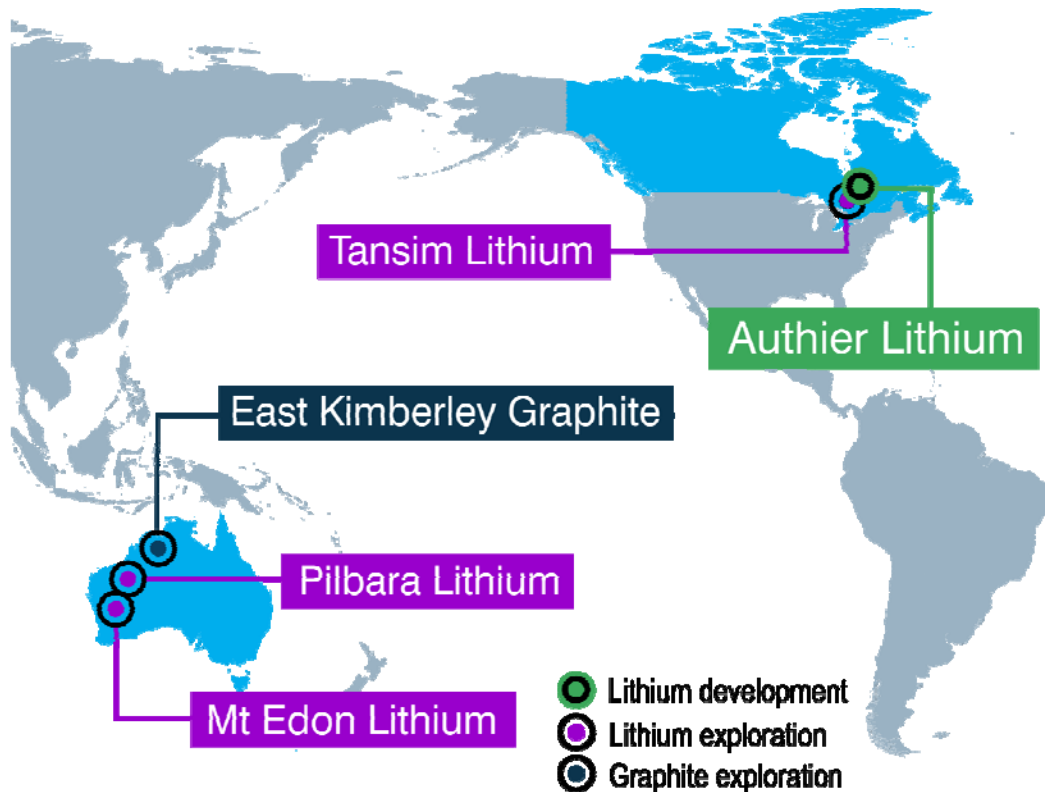 Tansim Lithium
Authier Lithium
East Kimberley Graphite
Pilbara Lithium
Mt Edon Lithium
Lithium development
Lithium exploration
Graphite exploration